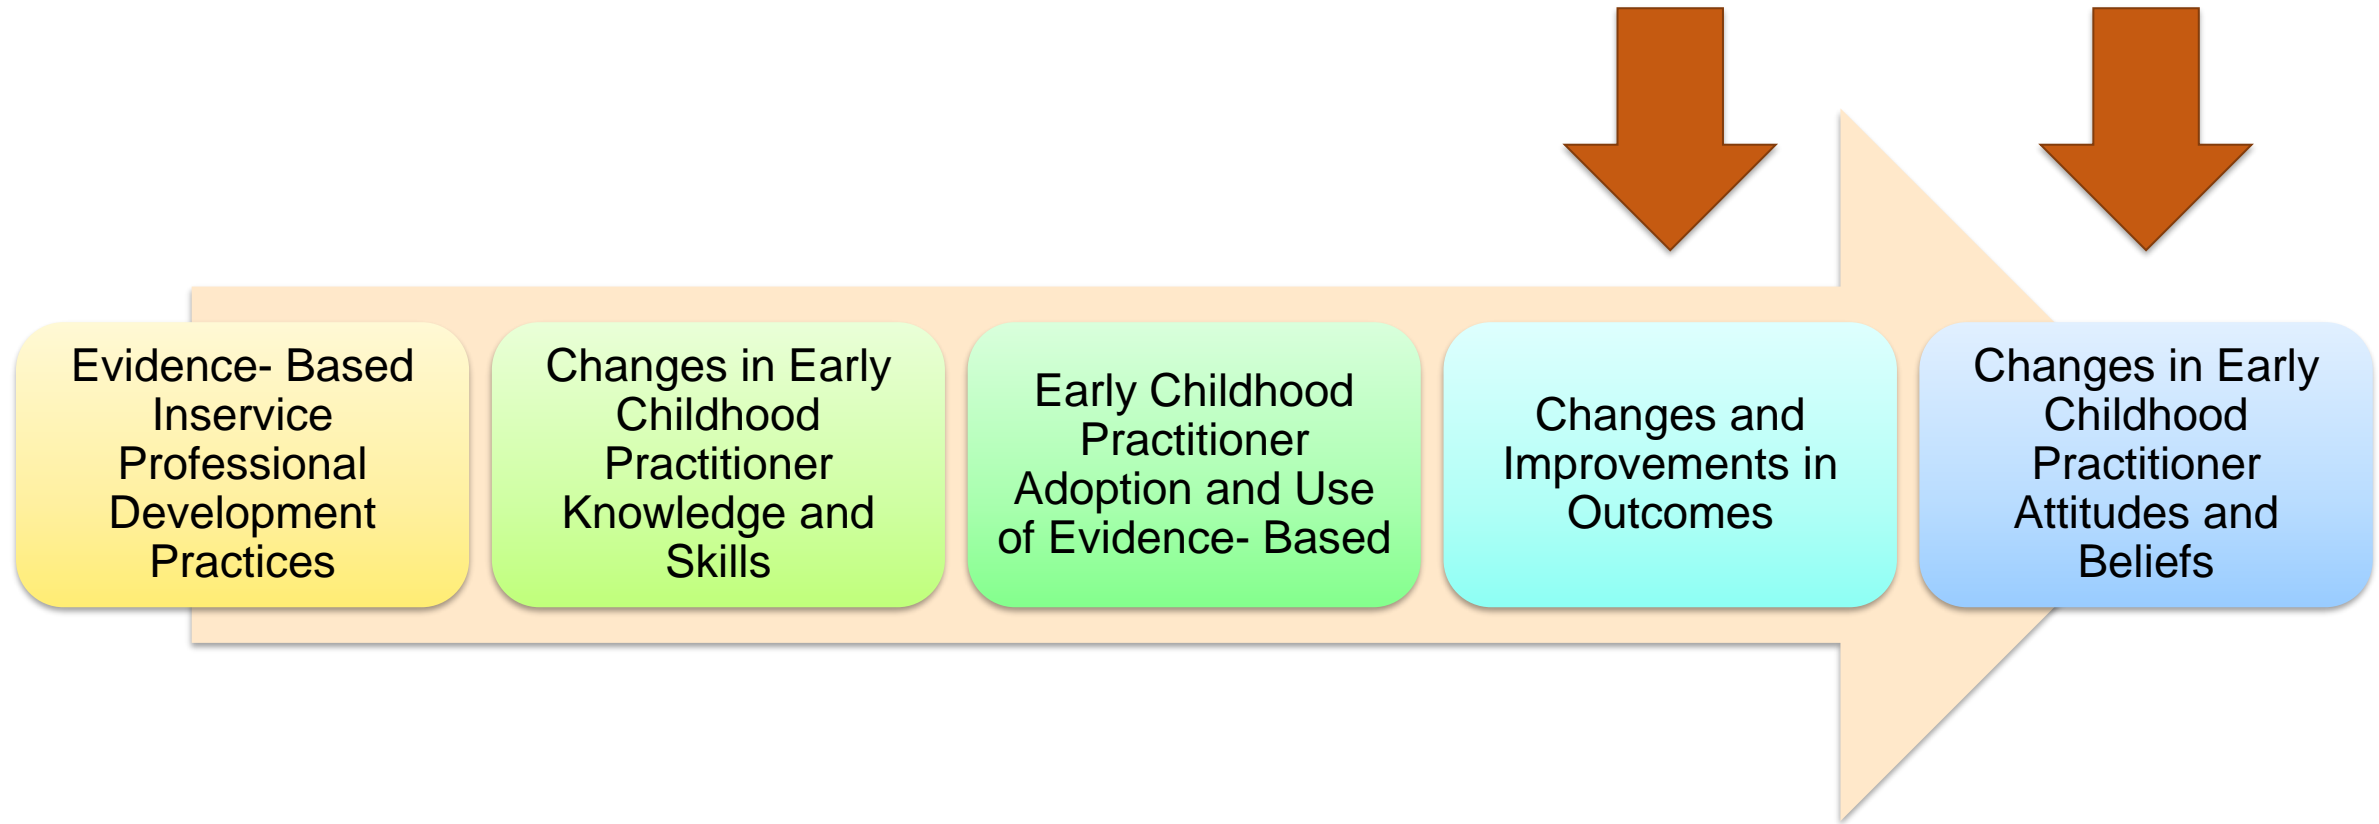 Evidence- Based
Inservice
Professional
Development
Practices
Changes in Early
Childhood
Practitioner
Knowledge and
Skills
Early Childhood
Practitioner
Adoption and Use
of Evidence- Based
Changes and
Improvements in
Outcomes
Changes in Early
Childhood
Practitioner
Attitudes and
Beliefs